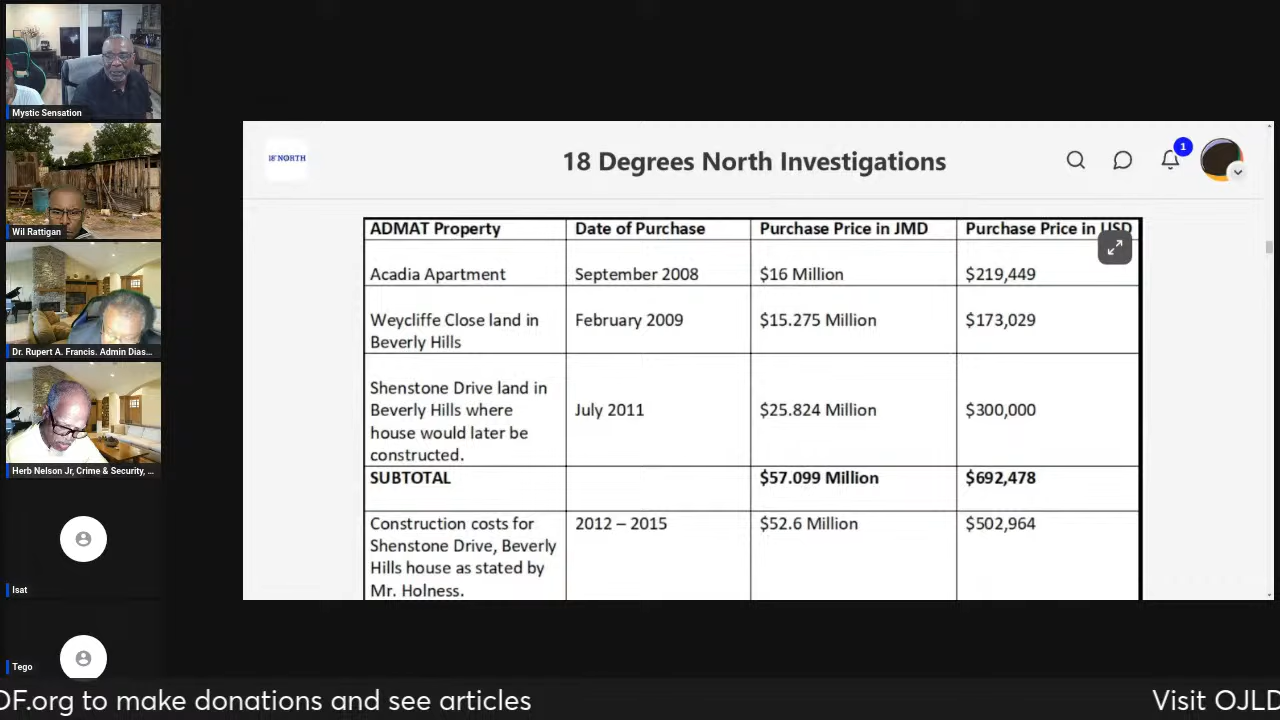 Mystic Sensation
Wil Rattigan
Dr. Rupert A. Francis. Admin Dias...
Herb Nelson Jr, Crime & Security, ...
Isat
Tego
18°NORTH
18 Degrees North Investigations
1
ADMAT Property Date of Purchase Purchase Price in JMD Purchase Price in USD
Acadia Apartment September 2008 $16 Million $219,449
Weycliffe Close land in February 2009 $15.275 Million $173,029
Beverly Hills
Shenstone Drive land in
Beverly Hills where July 2011 $25.824 Million $300,000
house would later be
constructed.
SUBTOTAL $57.099 Million $692,478
Construction costs for 2012 – 2015 $52.6 Million $502,964
Shenstone Drive, Beverly
Hills house as stated by
Mr. Holness.
DF.org to make donations and see articles Visit OJLD